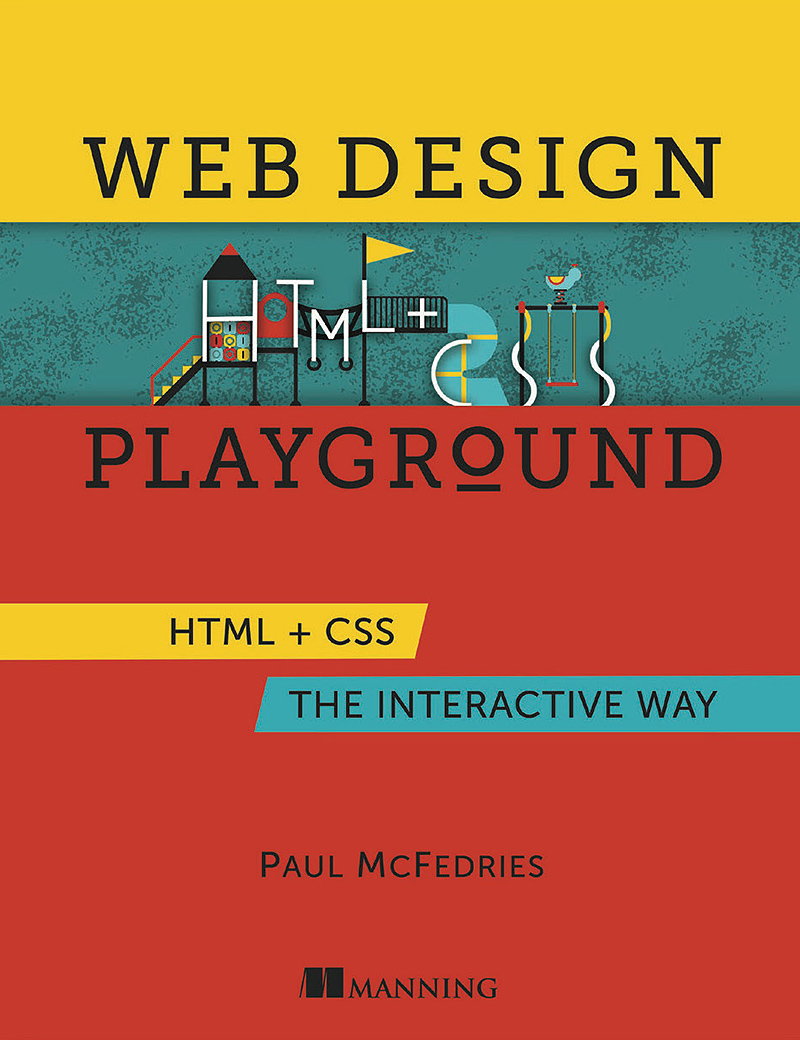 WEB DESIGN
HTML + CSS
PLAYGROUND
HTML + CSS
THE INTERACTIVE WAY
PAUL MCFEDRIES
MANNING